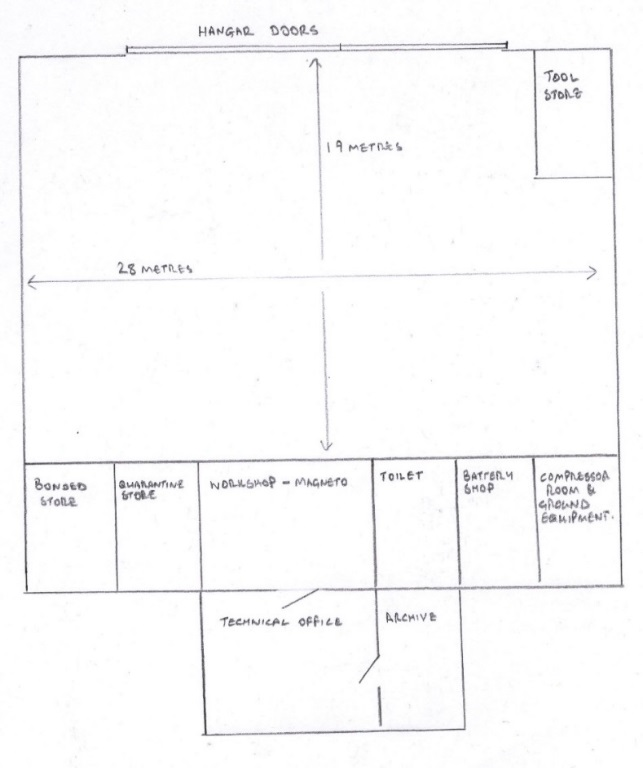 HANGAR DOORS
TOOL
STORE
19 METRES
28 METRES
BONDED
STORE
QUARANTINE
STORE
WORKSHOP - MAGNETO
TOILET
BATTERY
SHOP
COMPRESSOR
ROOM &
GROUND
EQUIPMENT.
TECHNICAL OFFICE
ARCHIVE